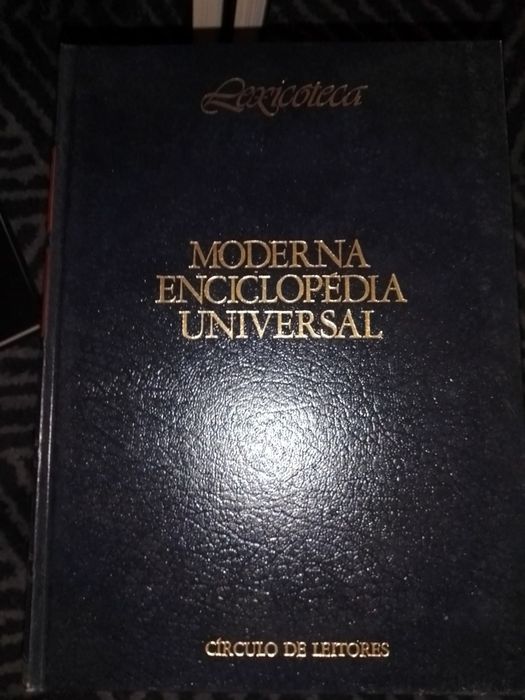 Lexicoteca
MODERNA
ENCICLOPÉDIA
UNIVERSAL
CÍRCULO DE LEITORES